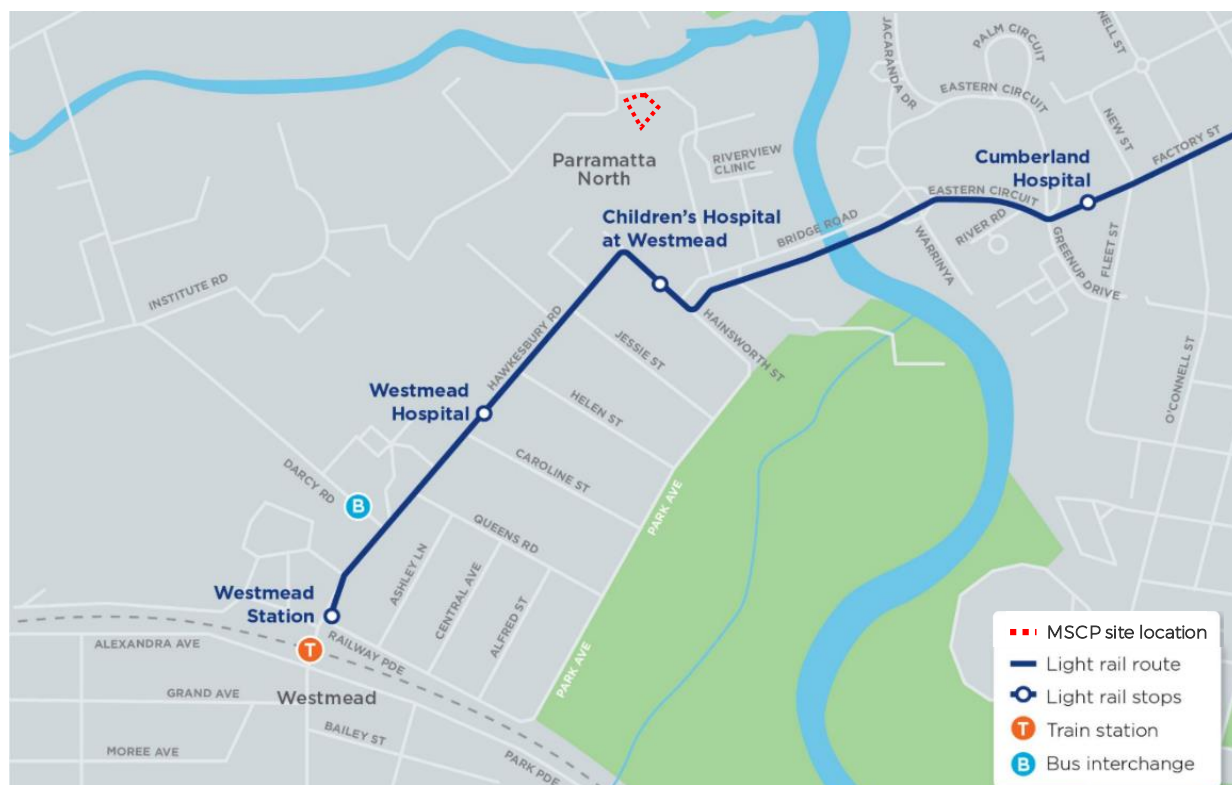 JACARANDA DR
PALM CIRCUIT
NELL ST
EASTERN CIRCUIT
NEW ST
FACTORY ST
Parramatta
North
RIVERVIEW
CLINIC
Cumberland
Hospital
EASTERN CIRCUIT
Children's Hospital
at Westmead
BRIDGE ROAD
RIVER RD
WARRINYA
GREENUP DRIVE
FLEET ST
INSTITUTE RD
HAWKESBURY RD
HAINSWORTH ST
JESSIE ST
O'CONNELL ST
Westmead
Hospital
HELEN ST
CAROLINE ST
DARCY RD
B
QUEENS RD
PARK AVE
ASHLEY LN
CENTRAL AVE
ALFRED ST
Westmead
Station
RAILWAY PDE
T
ALEXANDRA AVE
PARK AVE
GRAND AVE
Westmead
BAILEY ST
MOREE AVE
PARK PDE
MSCP site location
Light rail route
Light rail stops
T Train station
B Bus interchange